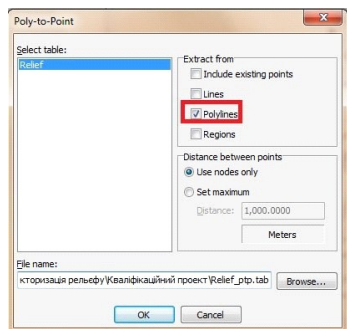 Poly-to-Point
Select table:
Relief
Extract from
Include existing points
Lines
Polylines
Regions
Distance between points
Use nodes only
Set maximum
Distance: 1,000.0000
Meters
File name:
кторизація рельєфу\Кваліфікаційний проект\Relief_ptp.tab Browse...
OK Cancel